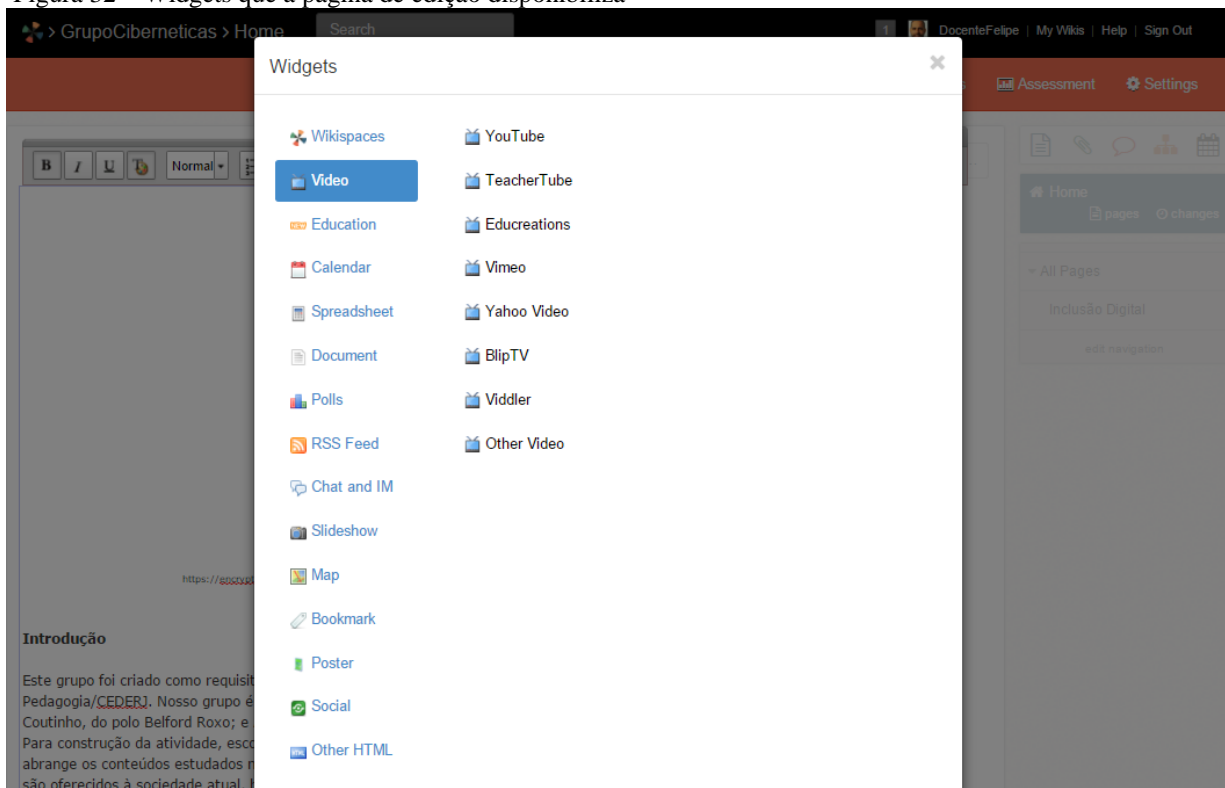 Figura 32 – Widgets que a página de edição disponibiliza
> GrupoCiberneticas > Home
Search
1 DocenteFelipe | My Wikis | Help | Sign Out
Assessment Settings
Widgets
×
B I U Normal
Wikispaces
Video
Education
Calendar
Spreadsheet
Document
Polls
RSS Feed
Chat and IM
Slideshow
Map
Bookmark
Poster
Social
Other HTML
YouTube
TeacherTube
Educreations
Vimeo
Yahoo Video
BlipTV
Viddler
Other Video
Home
pages changes
All Pages
Inclusão Digital
edit navigation
https://encrypt
Introdução
Este grupo foi criado como requisit
Pedagogia/CEDERJ. Nosso grupo é
Coutinho, do polo Belford Roxo; e
Para construção da atividade, esco
abrange os conteúdos estudados n
são oferecidos à sociedade atual